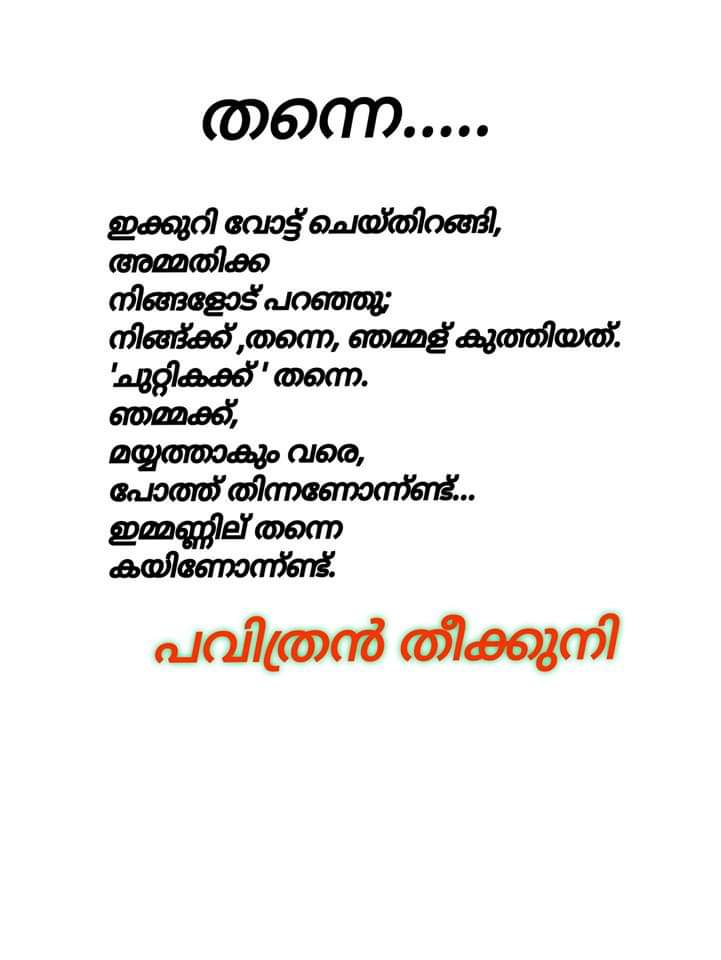 തന്നെ.....
ഇക്കുറി വോട്ട് ചെയ്തിറങ്ങി,
അമ്മതിക്ക
നിങ്ങളോട് പറഞ്ഞു;
നിങ്ങ്ക്ക് ,തന്നെ, ഞമ്മള് കുത്തിയത്.
'ചുറ്റികക്ക് ' തന്നെ.
ഞമ്മക്ക്,
മയ്യത്താകും വരെ,
പോത്ത് തിന്നണോന്ന്ണ്ട്...
ഇമ്മണ്ണില് തന്നെ
കയിണോന്ന്ണ്ട്.
പവിത്രൻ തീക്കുനി